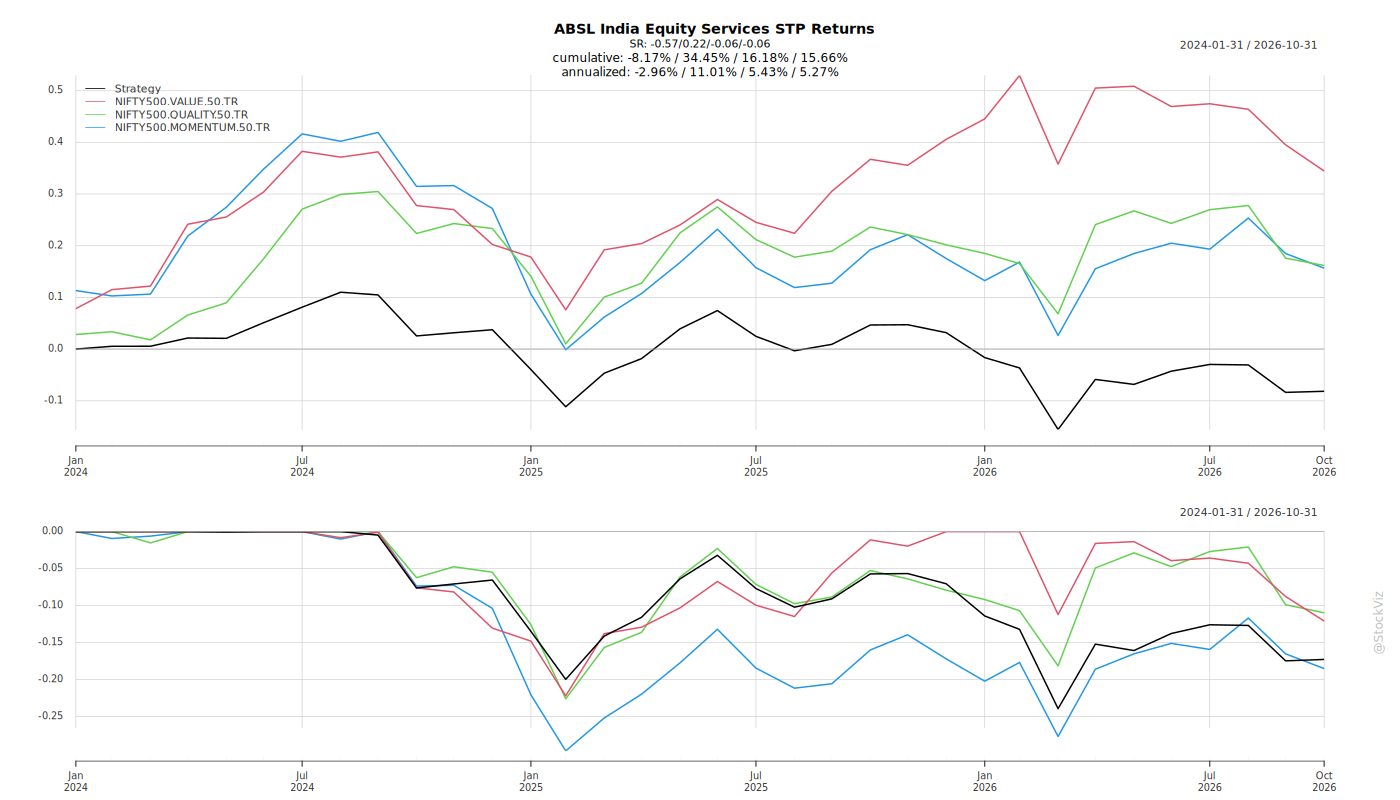 ABSL India Equity Services STP Returns
SR: -0.57/0.22/-0.06/-0.06
cumulative: -8.17% / 34.45% / 16.18% / 15.66%
annualized: -2.96% / 11.01% / 5.43% / 5.27%
2024-01-31 / 2026-10-31
Strategy
NIFTY500.VALUE.50.TR
NIFTY500.QUALITY.50.TR
NIFTY500.MOMENTUM.50.TR
0.5
0.4
0.3
0.2
0.1
0.0
-0.1
Jan 2024
Jul 2024
Jan 2025
Jul 2025
Jan 2026
Jul 2026
Oct 2026
2024-01-31 / 2026-10-31
0.00
-0.05
-0.10
-0.15
-0.20
-0.25
Jan 2024
Jul 2024
Jan 2025
Jul 2025
Jan 2026
Jul 2026
Oct 2026
@StockViz